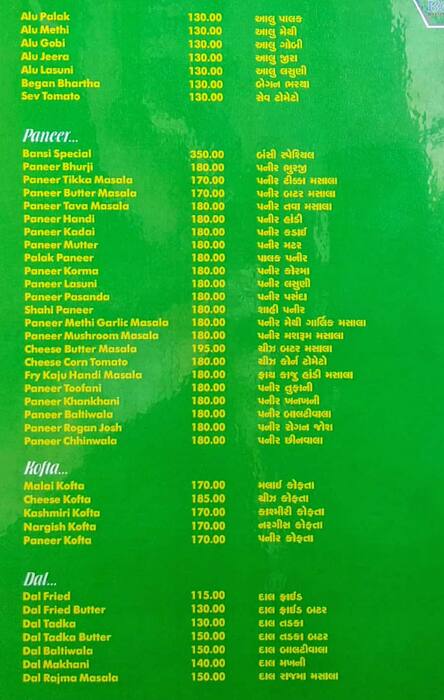 Alu Palak 130.00 આલુ પાલક
Alu Methi 130.00 આલુ મેથી
Alu Gobi 130.00 આલુ ગોબી
Alu Jeera 130.00 આલુ જીરા
Alu Lasuni 130.00 આલુ લસુણી
Began Bhartha 130.00 બેગન ભરથા
Sev Tomato 130.00 સેવ ટોમેટો
Paneer...
Bansi Special 350.00 બંસી સ્પેશિયલ
Paneer Bhurji 180.00 પનીર ભુરજી
Paneer Tikka Masala 170.00 પનીર ટીક્કા મસાલા
Paneer Butter Masala 170.00 પનીર બટર મસાલા
Paneer Tava Masala 180.00 પનીર તવા મસાલા
Paneer Handi 180.00 પનીર હાંડી
Paneer Kadai 180.00 પનીર કડાઈ
Paneer Mutter 180.00 પનીર મટર
Palak Paneer 180.00 પાલક પનીર
Paneer Korma 180.00 પનીર કોરમા
Paneer Lasuni 180.00 પનીર લસુણી
Paneer Pasanda 180.00 પનીર પસંદા
Shahi Paneer 180.00 શાહી પનીર
Paneer Methi Garlic Masala 180.00 પનીર મેથી ગાર્લિક મસાલા
Paneer Mushroom Masala 180.00 પનીર મશરૂમ મસાલા
Cheese Butter Masala 195.00 ચીઝ બટર મસાલા
Cheese Corn Tomato 180.00 ચીઝ કોર્ન ટોમેટો
Fry Kaju Handi Masala 180.00 ફ્રાય કાજુ હાંડી મસાલા
Paneer Toofani 180.00 પનીર તુફાની
Paneer Khankhani 180.00 પનીર ખનખની
Paneer Baltiwala 180.00 પનીર બાલટીવાલા
Paneer Rogan Josh 180.00 પનીર રોગન જોશ
Paneer Chhinwala 180.00 પનીર છીનવાલા
Kofta...
Malai Kofta 170.00 મલાઈ કોફતા
Cheese Kofta 185.00 ચીઝ કોફતા
Kashmiri Kofta 170.00 કાશ્મીરી કોફતા
Nargish Kofta 170.00 નરગીસ કોફતા
Paneer Kofta 170.00 પનીર કોફતા
Dal...
Dal Fried 115.00 દાલ ફ્રાઈડ
Dal Fried Butter 130.00 દાલ ફ્રાઈડ બટર
Dal Tadka 130.00 દાલ તડકા
Dal Tadka Butter 150.00 દાલ તડકા બટર
Dal Baltiwala 150.00 દાલ બાલટીવાલા
Dal Makhani 140.00 દાલ મખની
Dal Rajma Masala 150.00 દાલ રાજમા મસાલા